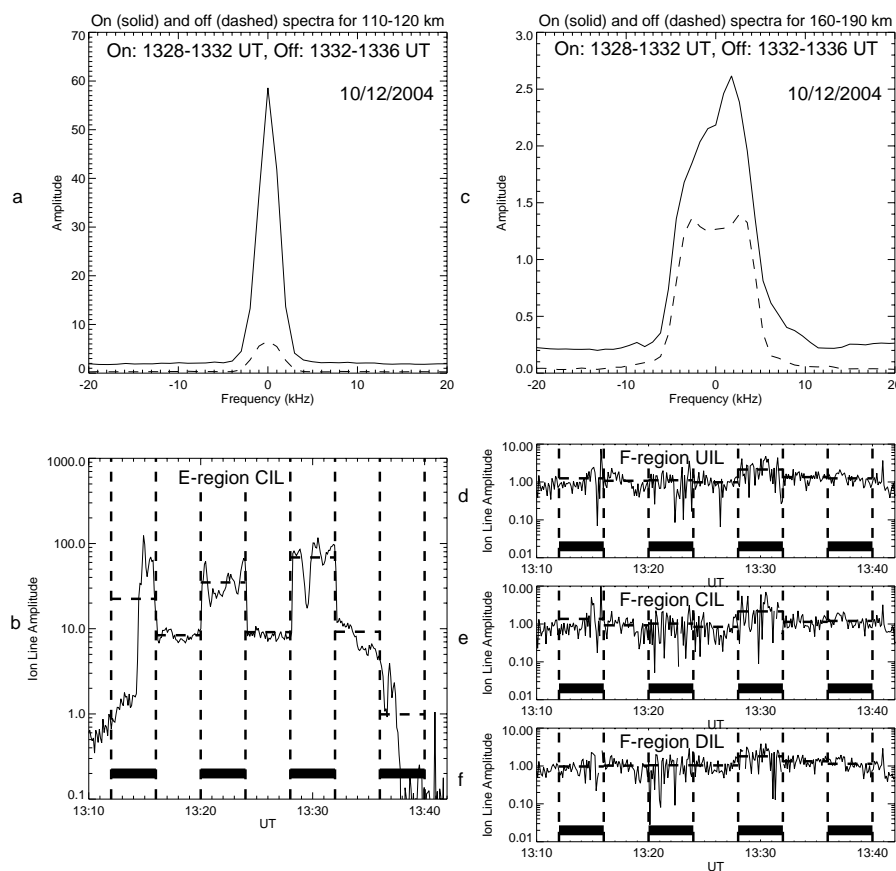 On (solid) and off (dashed) spectra for 110-120 km
On: 1328-1332 UT, Off: 1332-1336 UT
10/12/2004
70
60
50
40
30
20
10
0
Amplitude
a
-20 -10 0 10 20
Frequency (kHz)
On (solid) and off (dashed) spectra for 160-190 km
On: 1328-1332 UT, Off: 1332-1336 UT
10/12/2004
3.0
2.5
2.0
1.5
1.0
0.5
0.0
Amplitude
c
-20 -10 0 10 20
Frequency (kHz)
E-region CIL
1000.0
100.0
10.0
1.0
0.1
Ion Line Amplitude
b
13:10 13:20 13:30 13:40
UT
F-region UIL
10.00
1.00
0.10
0.01
Ion Line Amplitude
d
13:10 13:20 13:30 13:40
UT
F-region CIL
10.00
1.00
0.10
0.01
Ion Line Amplitude
e
13:10 13:20 13:30 13:40
UT
F-region DIL
10.00
1.00
0.10
0.01
Ion Line Amplitude
f
13:10 13:20 13:30 13:40
UT